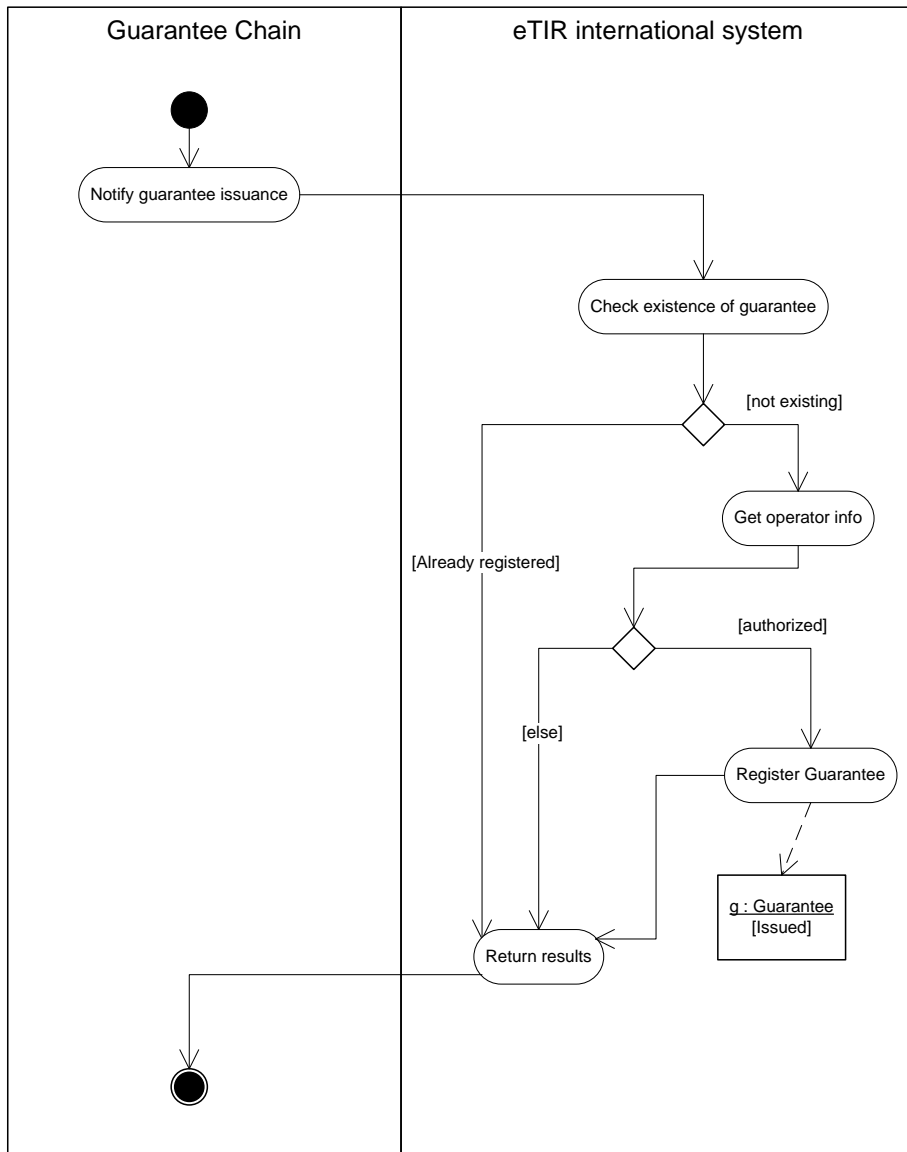 Guarantee Chain
eTIR international system
Notify guarantee issuance
Check existence of guarantee
[not existing]
Get operator info
[Already registered]
[authorized]
[else]
Register Guarantee
g : Guarantee
[Issued]
Return results